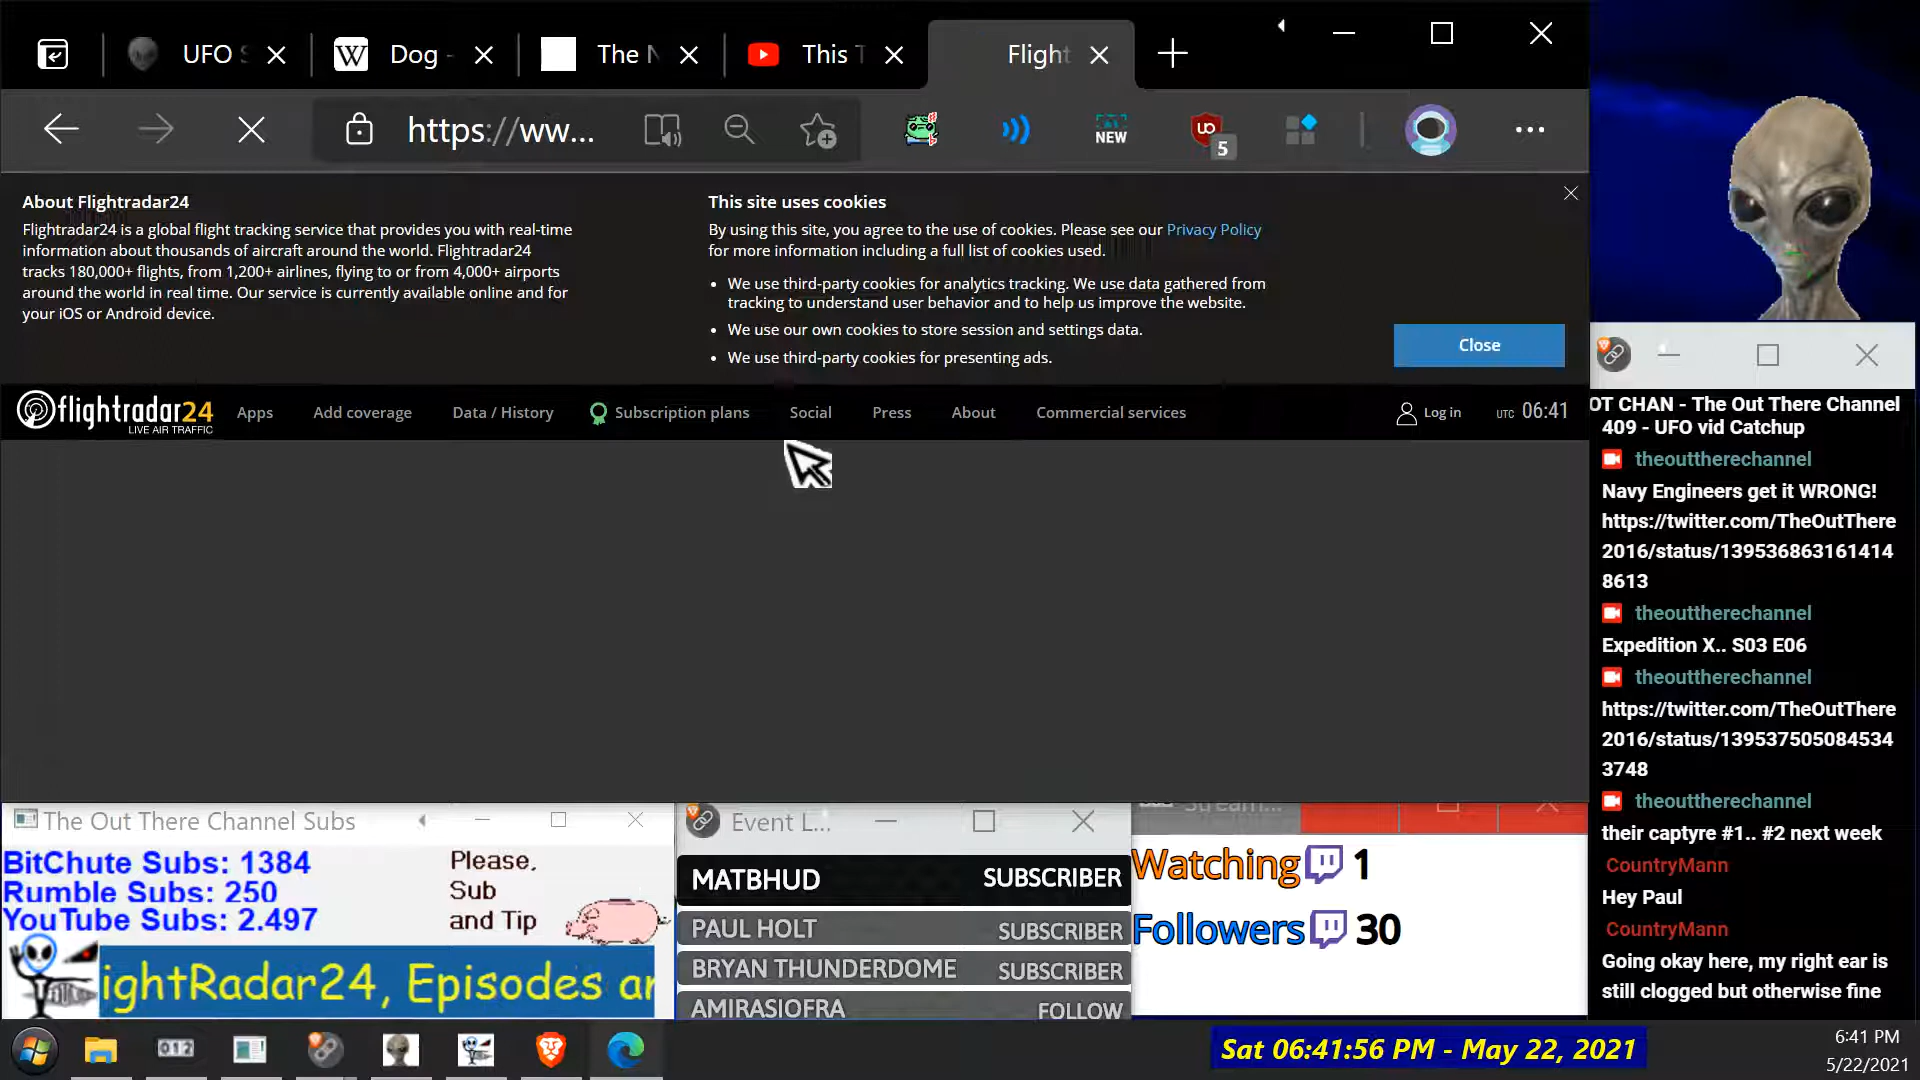 UFO S
Dog -
The N
This T
Flight
https://ww...
NEW
5
About Flightradar24
Flightradar24 is a global flight tracking service that provides you with real-time
information about thousands of aircraft around the world. Flightradar24
tracks 180,000+ flights, from 1,200+ airlines, flying to or from 4,000+ airports
around the world in real time. Our service is currently available online and for
your iOS or Android device.
This site uses cookies
By using this site, you agree to the use of cookies. Please see our Privacy Policy
for more information including a full list of cookies used.
• We use third-party cookies for analytics tracking. We use data gathered from
tracking to understand user behavior and to help us improve the website.
• We use our own cookies to store session and settings data.
• We use third-party cookies for presenting ads.
Close
flightradar24
LIVE AIR TRAFFIC
Apps
Add coverage
Data / History
Subscription plans
Social
Press
About
Commercial services
Log in
UTC 06:41
OT CHAN - The Out There Channel
409 - UFO vid Catchup
theouttherechannel
Navy Engineers get it WRONG!
https://twitter.com/TheOutThere
2016/status/139536863161414
8613
theouttherechannel
Expedition X.. S03 E06
theouttherechannel
https://twitter.com/TheOutThere
2016/status/139537505084534
3748
theouttherechannel
their captyre #1.. #2 next week
CountryMann
Hey Paul
CountryMann
Going okay here, my right ear is
still clogged but otherwise fine
The Out There Channel Subs
BitChute Subs: 1384
Rumble Subs: 250
YouTube Subs: 2.497
Please,
Sub
and Tip
ightRadar24, Episodes ar
Event L...
MATBHUD SUBSCRIBER
PAUL HOLT SUBSCRIBER
BRYAN THUNDERDOME SUBSCRIBER
AMIRASIOFRA FOLLOW
Watching 1
Followers 30
012
Sat 06:41:56 PM - May 22, 2021
6:41 PM
5/22/2021